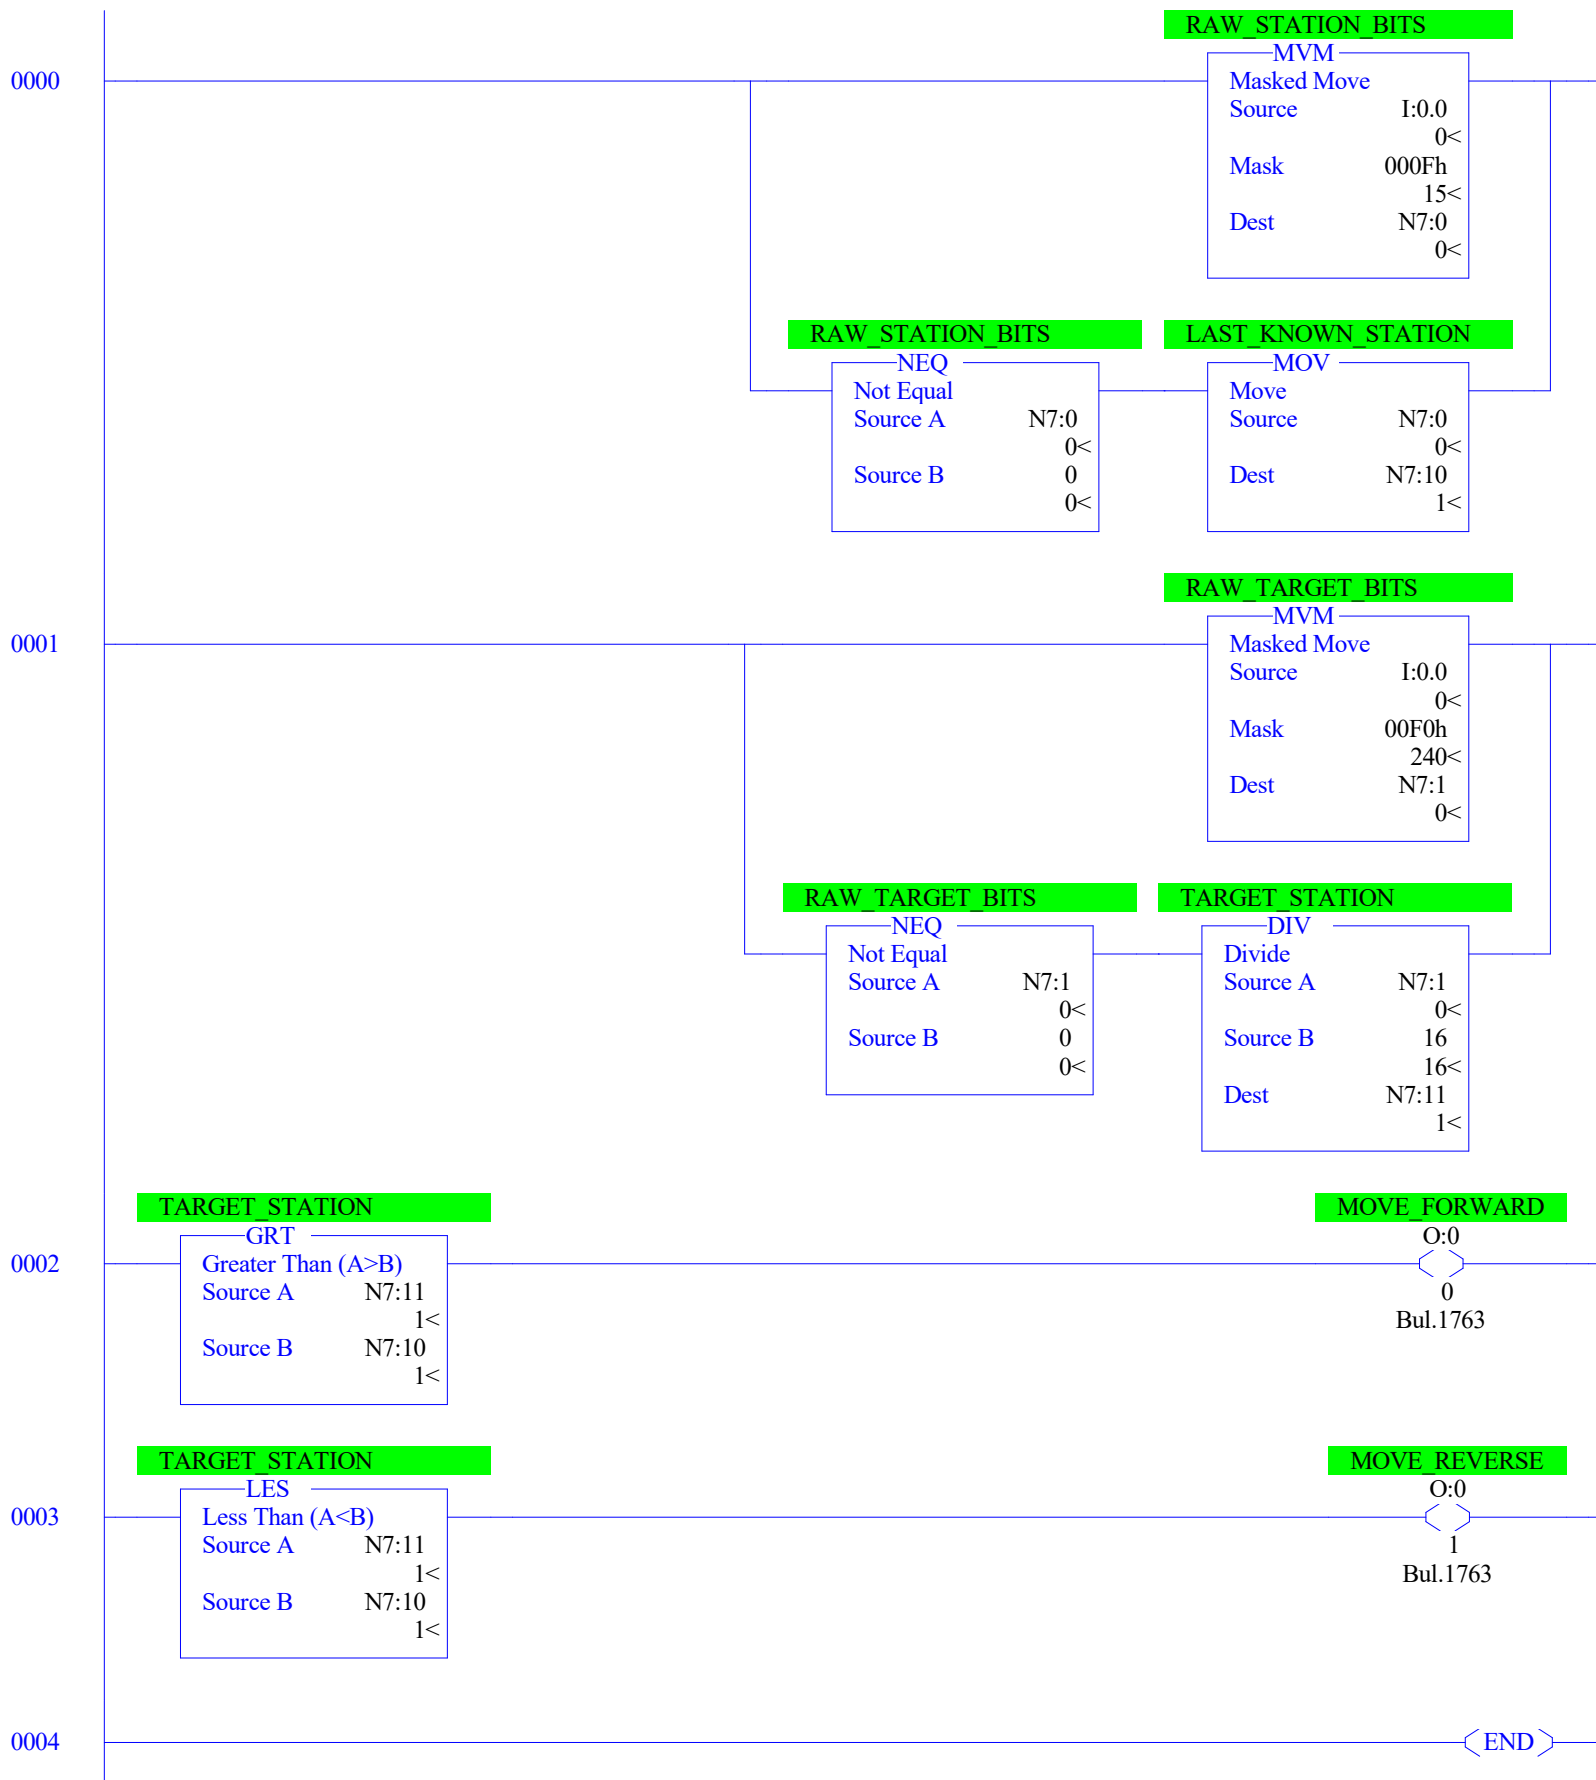 RAW_STATION_BITS
MVM
0000
Masked Move
Source I:0.0
0<
Mask 000Fh
15<
Dest N7:0
0<
RAW_STATION_BITS LAST_KNOWN_STATION
NEQ MOV
Not Equal Move
Source A N7:0 Source N7:0
0< 0<
Source B 0 Dest N7:10
0< 1<
RAW_TARGET_BITS
MVM
0001
Masked Move
Source I:0.0
0<
Mask 00F0h
240<
Dest N7:1
0<
RAW_TARGET_BITS TARGET_STATION
NEQ DIV
Not Equal Divide
Source A N7:1 Source A N7:1
0< 0<
Source B 0 Source B 16
0< 16<
Dest N7:11
1<
TARGET_STATION MOVE_FORWARD
GRT O:0
0002 Greater Than (A>B)
Source A N7:11 0
1< Bul.1763
Source B N7:10
1<
TARGET_STATION MOVE_REVERSE
LES O:0
0003 Less Than (A<B)
Source A N7:11 1
1< Bul.1763
Source B N7:10
1<
0004 END